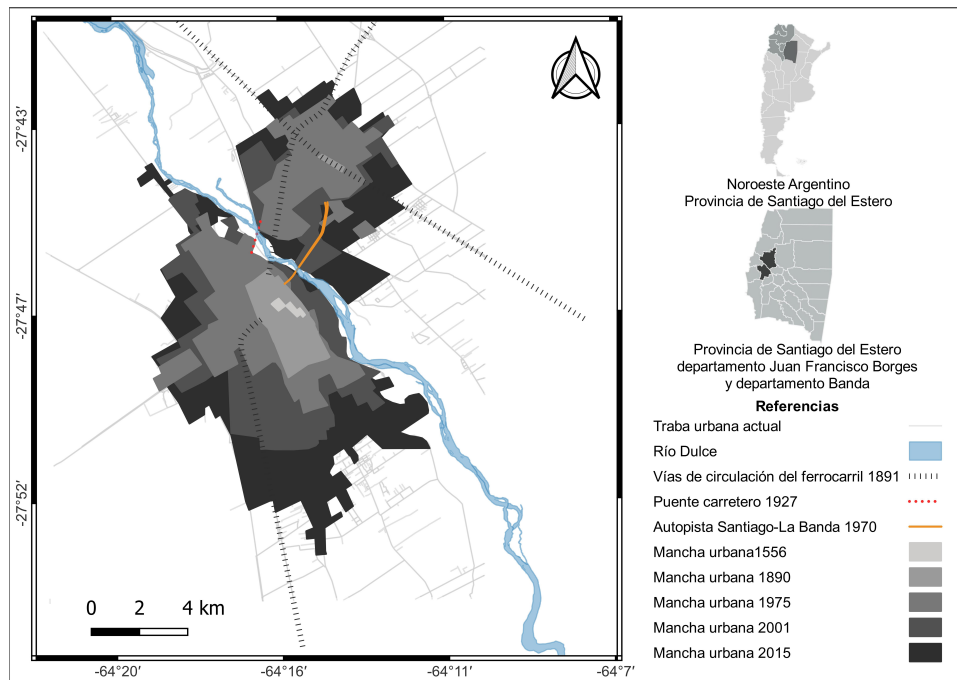 -27°43'
-27°47'
-27°52'
0 2 4 km
-64°20'
-64°16'
-64°11'
-64°7'
Noroeste Argentino
Provincia de Santiago del Estero
Provincia de Santiago del Estero
departamento Juan Francisco Borges
y departamento Banda
Referencias
Traba urbana actual
Río Dulce
Vías de circulación del ferrocarril 1891
Puente carretero 1927
Autopista Santiago-La Banda 1970
Mancha urbana1556
Mancha urbana 1890
Mancha urbana 1975
Mancha urbana 2001
Mancha urbana 2015